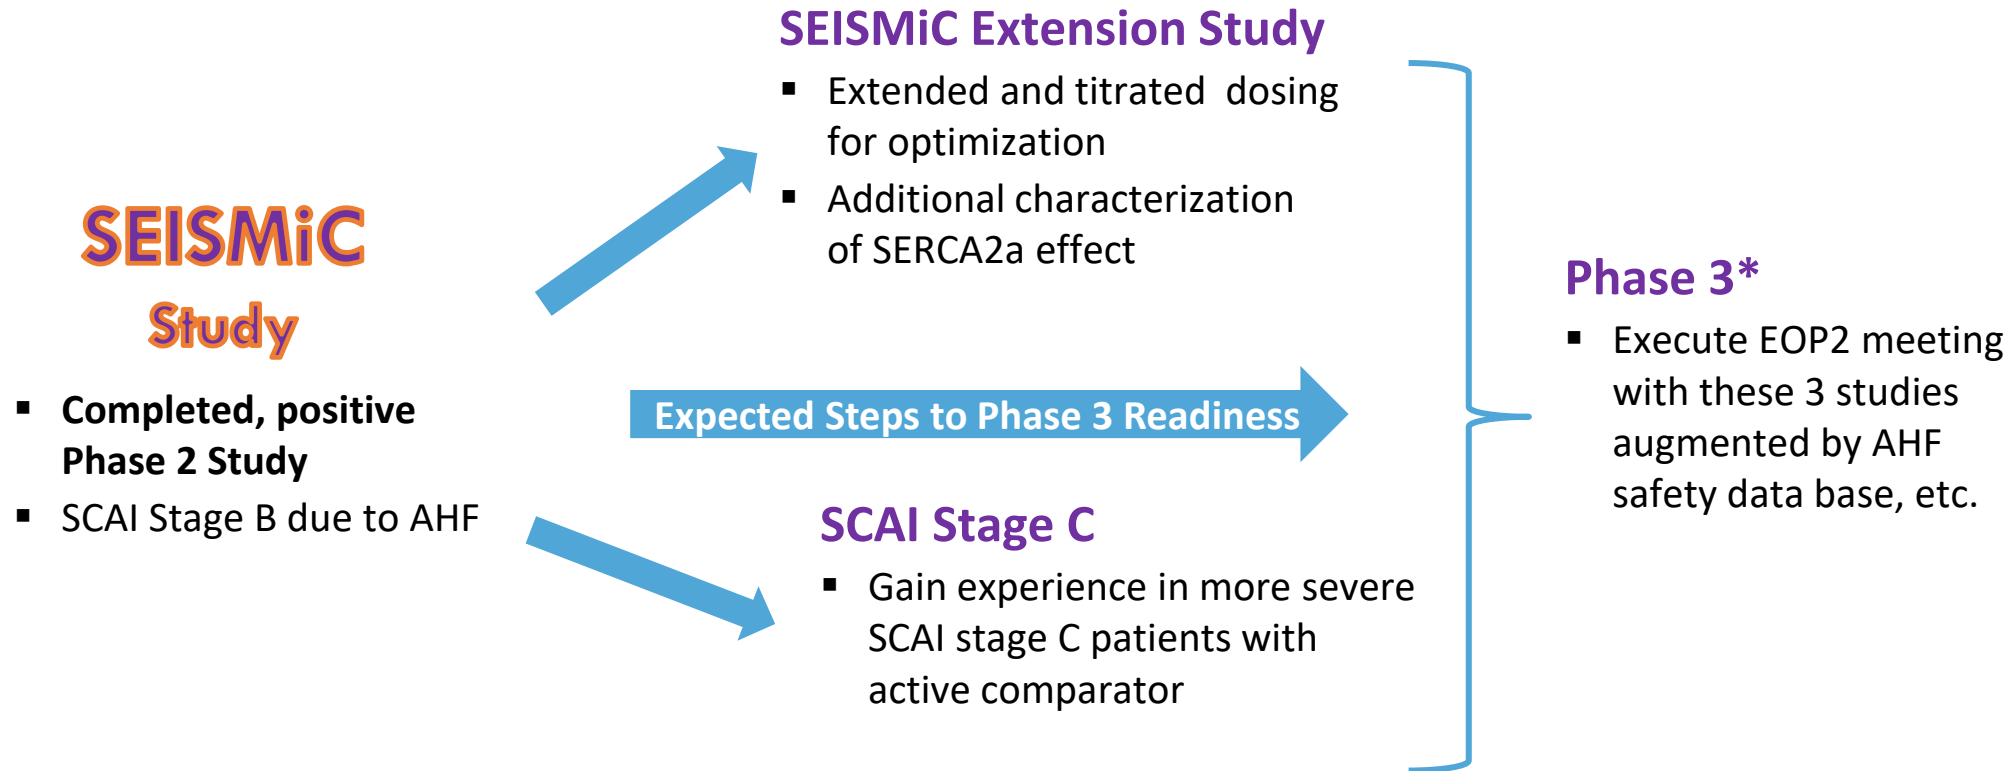 SEISMiC
Study
▪ Completed, positive
Phase 2 Study
▪ SCAI Stage B due to AHF
SEISMiC Extension Study
▪ Extended and titrated dosing
for optimization
▪ Additional characterization
of SERCA2a effect
Expected Steps to Phase 3 Readiness
SCAI Stage C
▪ Gain experience in more severe
SCAI stage C patients with
active comparator
Phase 3*
▪ Execute EOP2 meeting
with these 3 studies
augmented by AHF
safety data base, etc.